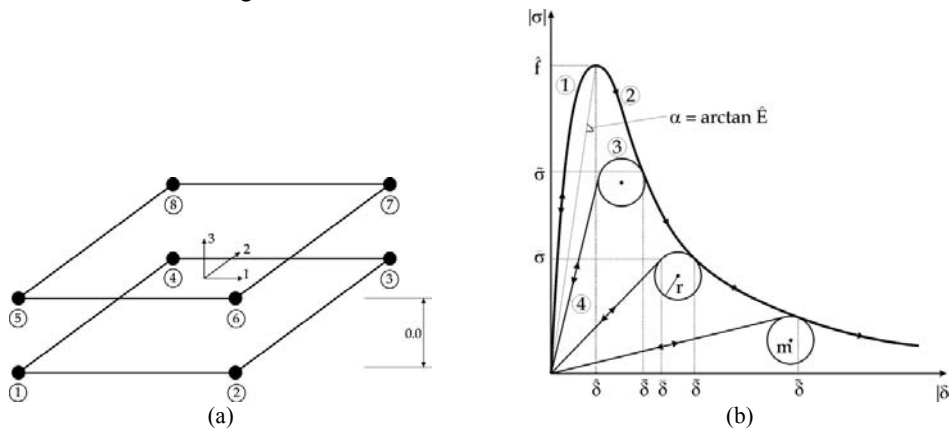 ⑧
⑦
3
2
1
④
③
⑤
⑥
0.0
①
②
(a)
|σ|
f̂
①
②
α = arctan Ê
③
σ̄
σ̄
r
④
m
δ̄
δ̄
δ̄
δ̄
δ̄
|δ
(b)